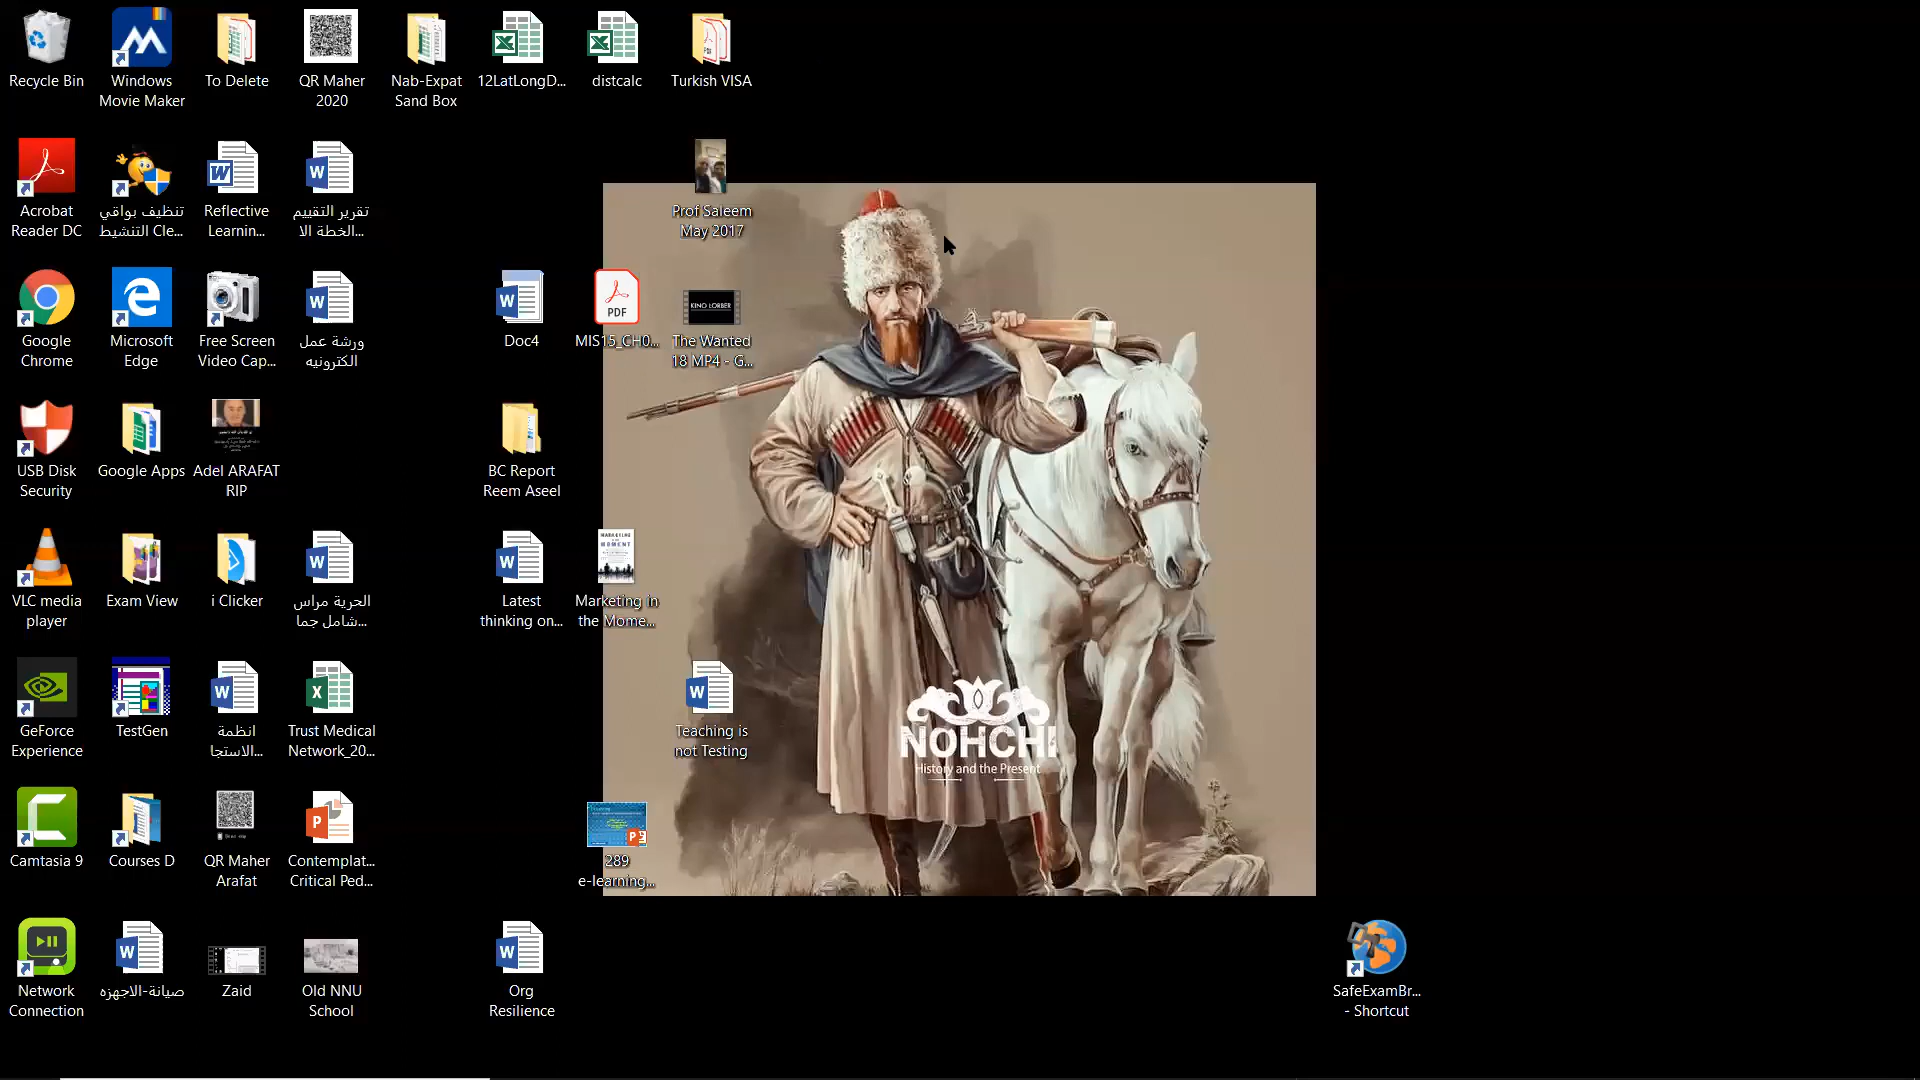 Recycle Bin
Windows
Movie Maker
To Delete
QR Maher
2020
Nab-Expat
Sand Box
12LatLongD...
distcalc
Turkish VISA
Acrobat
Reader DC
تنظيف بواقي
التنشيط Cle...
Reflective
Learnin...
تقرير التقييم
الخطة الا...
Prof Saleem
May 2017
Google
Chrome
Microsoft
Edge
Free Screen
Video Cap...
ورشة عمل
الكترونيه
Doc4
PDF
MIS15_CH0...
KINO LORBER
The Wanted
18 MP4 - G...
USB Disk
Security
Google Apps
Adel ARAFAT
RIP
BC Report
Reem Aseel
VLC media
player
Exam View
i Clicker
الحرية مراس
شامل جما...
Latest
thinking on...
Marketing in
the Mome...
GeForce
Experience
TestGen
انظمة
الاستجا...
Trust Medical
Network_20...
Teaching is
not Testing
NOHCHI
History and the Present
Camtasia 9
Courses D
QR Maher
Arafat
Contemplat...
Critical Ped...
289
e-learning...
Network
Connection
صيانة-الاجهزه
Zaid
Old NNU
School
Org
Resilience
SafeExamBr...
- Shortcut